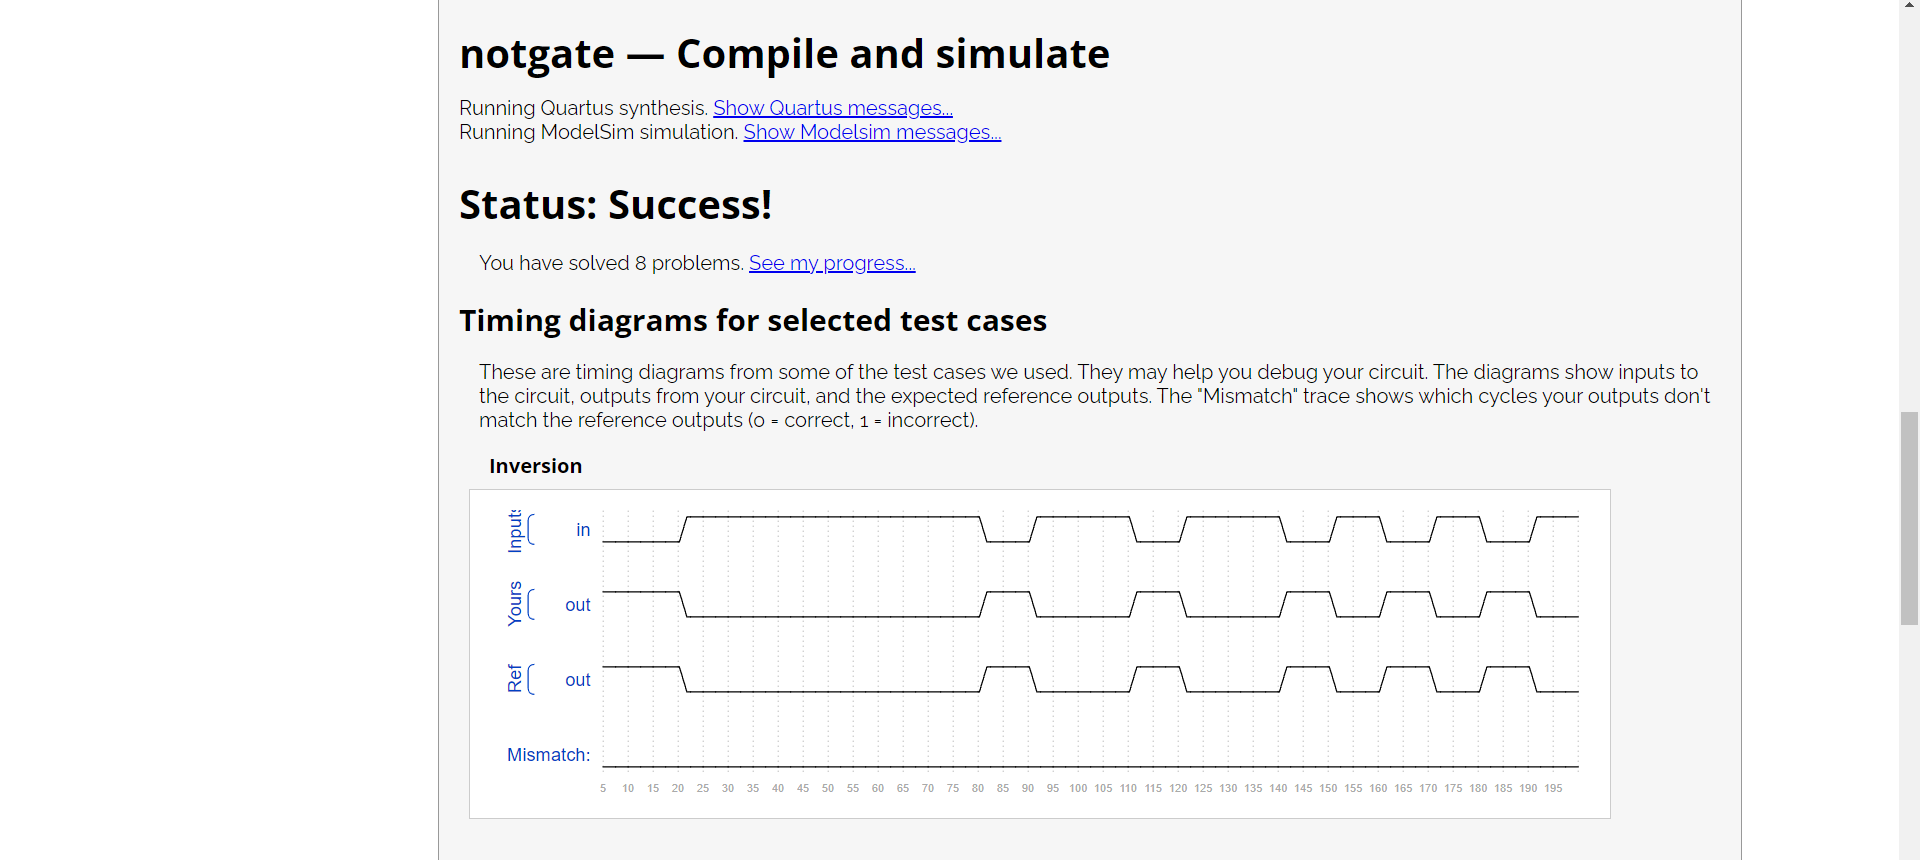 notgate — Compile and simulate
Running Quartus synthesis. Show Quartus messages...
Running ModelSim simulation. Show Modelsim messages...
Status: Success!
You have solved 8 problems. See my progress...
Timing diagrams for selected test cases
These are timing diagrams from some of the test cases we used. They may help you debug your circuit. The diagrams show inputs to
the circuit, outputs from your circuit, and the expected reference outputs. The "Mismatch" trace shows which cycles your outputs don't
match the reference outputs (0 = correct, 1 = incorrect).
Inversion
Inputs
in
Yours
out
Ref
out
Mismatch:
5 10 15 20 25 30 35 40 45 50 55 60 65 70 75 80 85 90 95 100 105 110 115 120 125 130 135 140 145 150 155 160 165 170 175 180 185 190 195